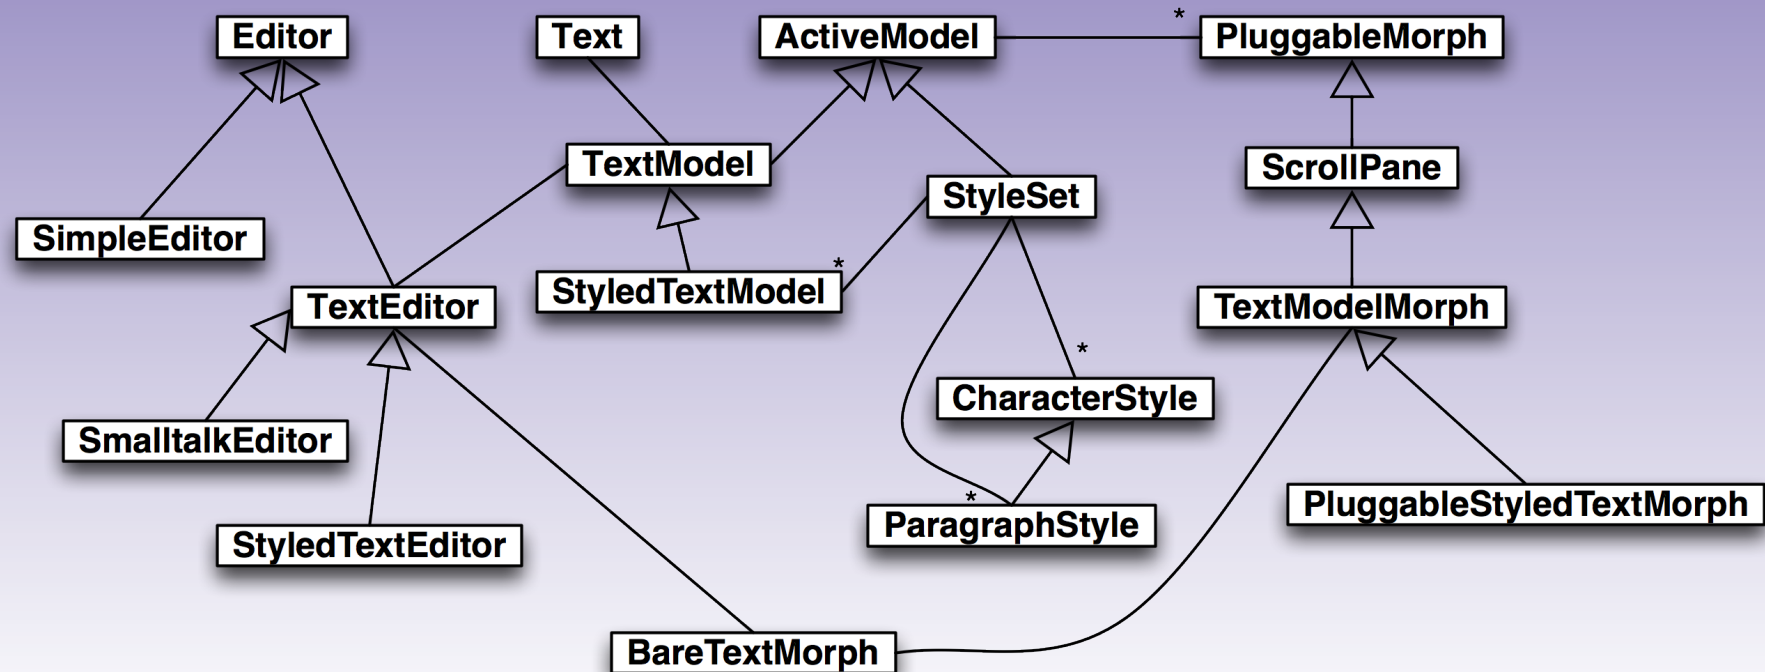 Editor
Text
ActiveModel
*
PluggableMorph
TextModel
ScrollPane
StyleSet
SimpleEditor
*
StyledTextModel
TextEditor
TextModelMorph
*
CharacterStyle
SmalltalkEditor
*
PluggableStyledTextMorph
ParagraphStyle
StyledTextEditor
BareTextMorph